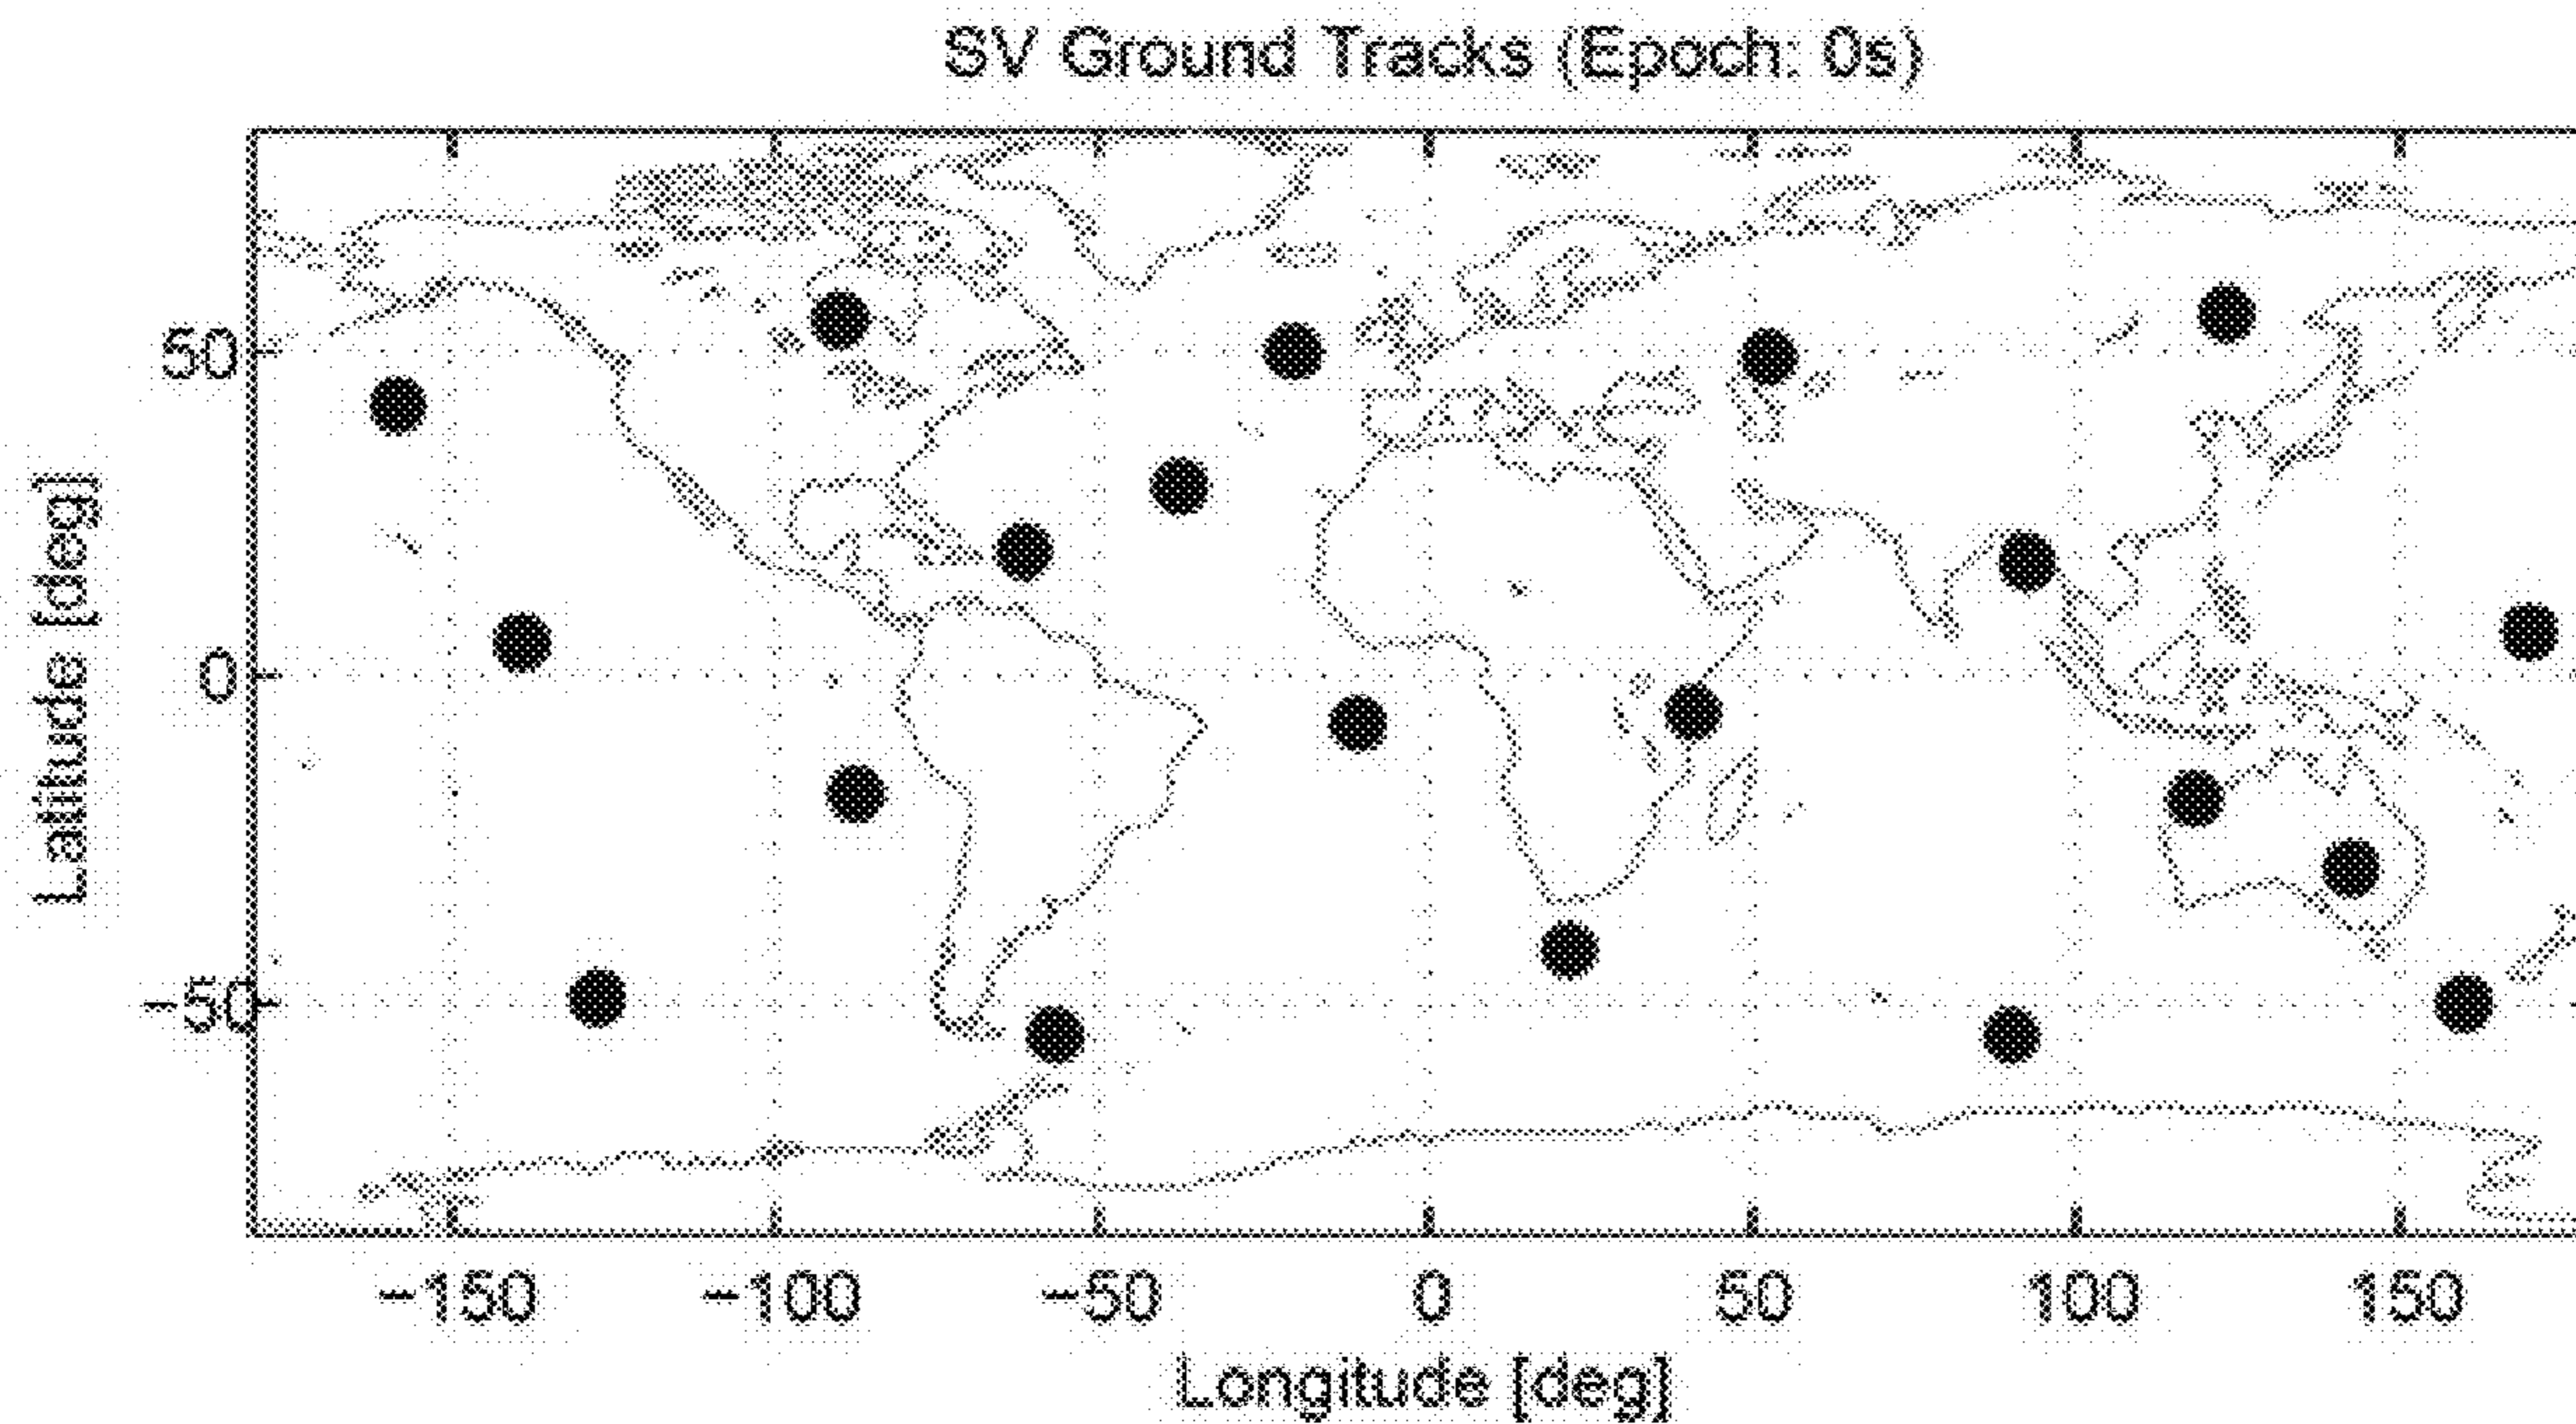 SV Ground Tracks (Epoch: 0s)
50
0
−50
Latitude [deg]
−150 −100 −50 0 50 100 150
Longitude [deg]